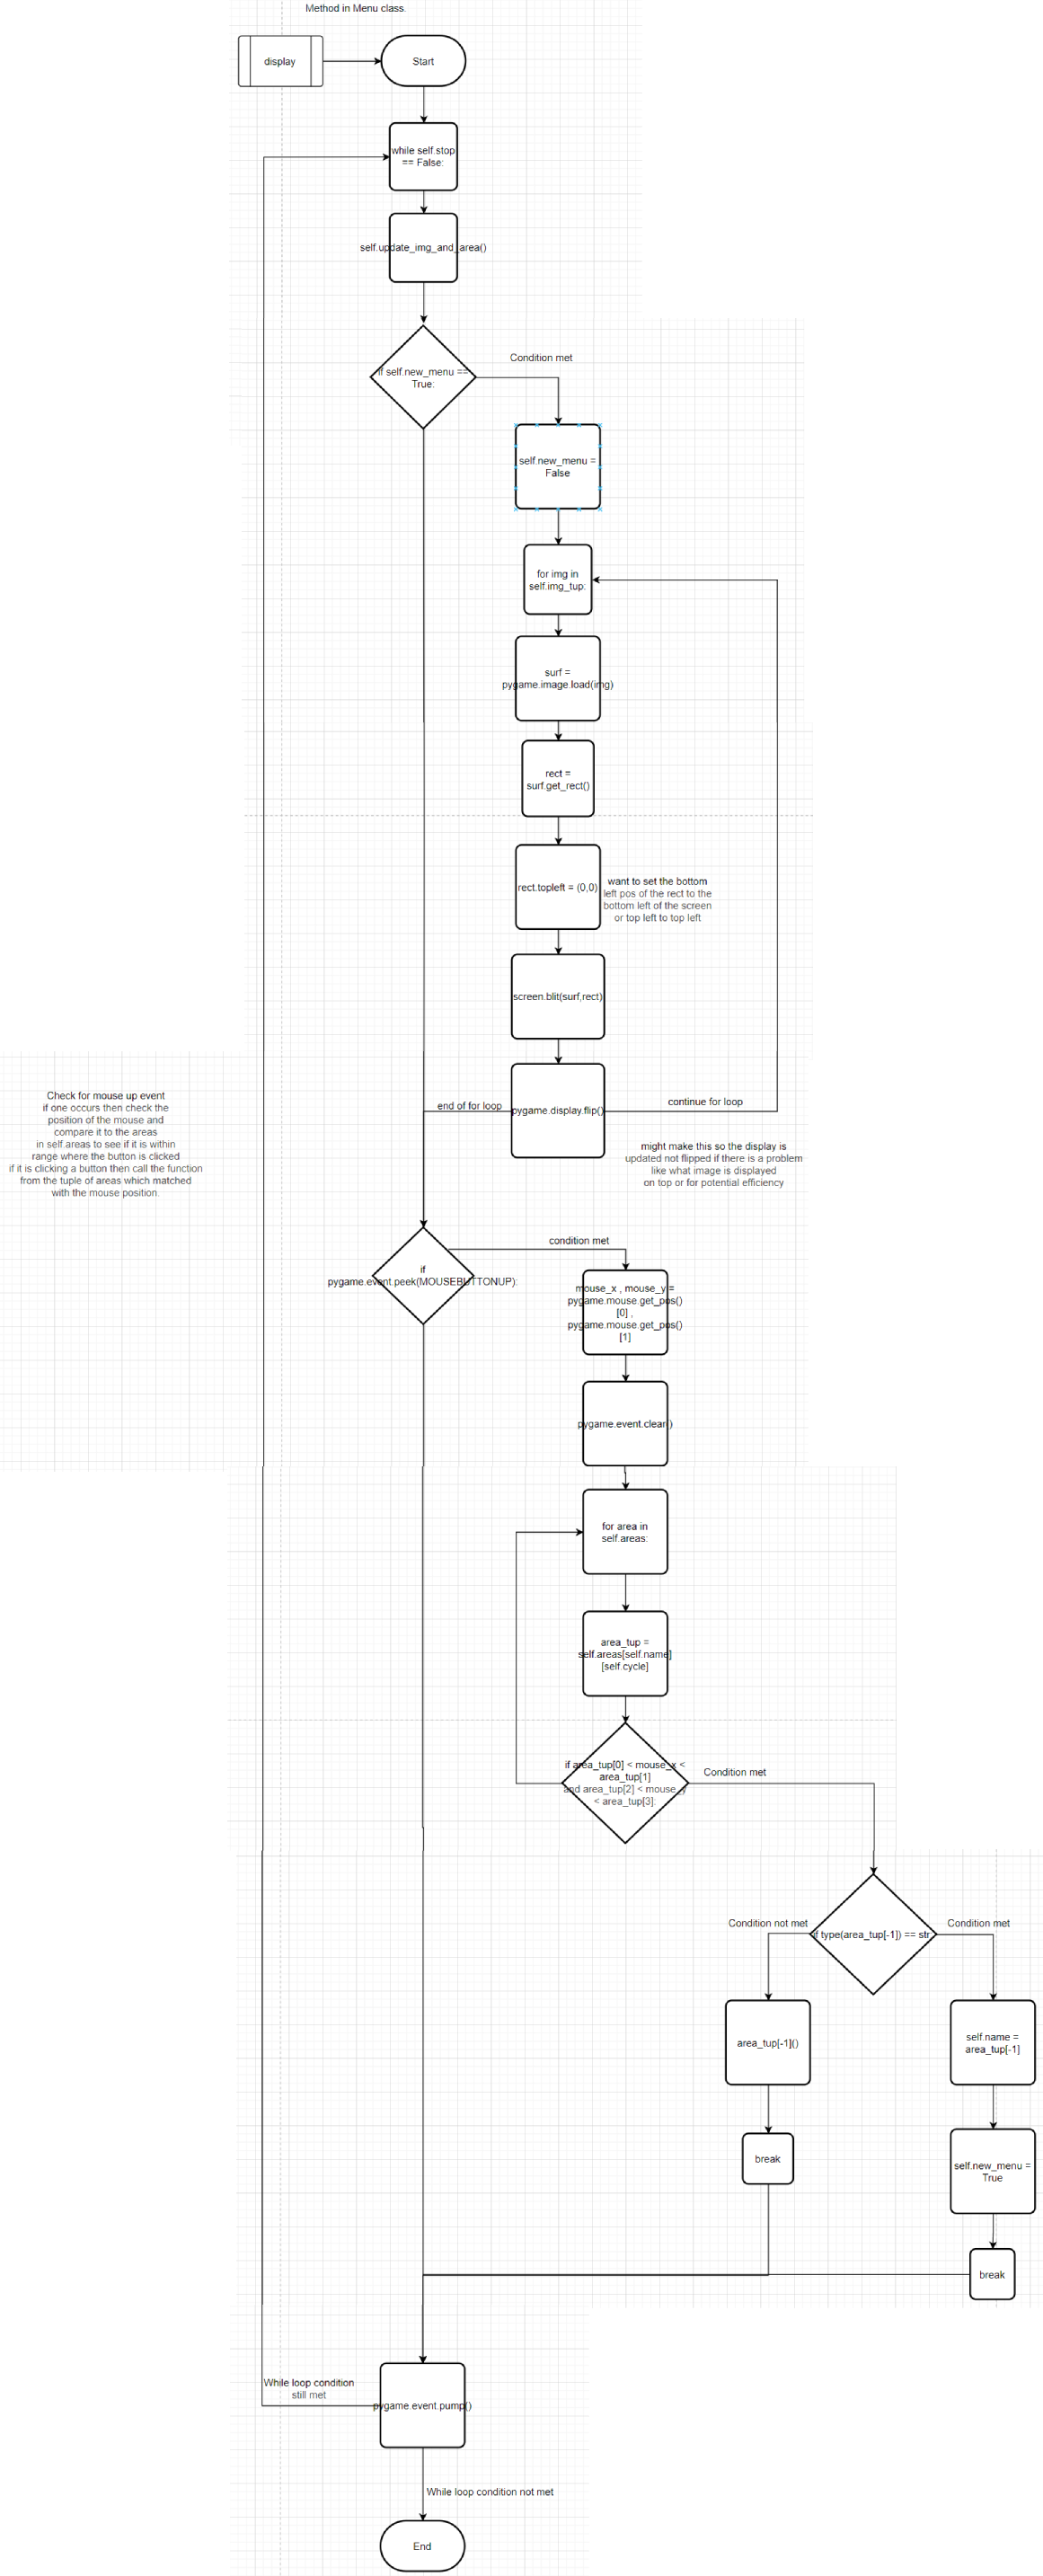 Method in Menu class.
display
Start
while self.stop
== False:
self.update_img_and_area()
if self.new_menu ==
True:
Condition met
self.new_menu =
False
for img in
self.img_tup:
surf =
pygame.image.load(img)
rect =
surf.get_rect()
rect.topleft = (0,0)
want to set the bottom
left pos of the rect to the
bottom left of the screen
or top left to top left
screen.blit(surf,rect)
pygame.display.flip()
end of for loop
continue for loop
Check for mouse up event
if one occurs then check the
position of the mouse and
compare it to the areas
in self.areas to see if it is within
range where the button is clicked
if it is clicking a button then call the function
from the tuple of areas which matched
with the mouse position.
might make this so the display is
updated not flipped if there is a problem
like what image is displayed
on top or for potential efficiency
if
pygame.event.peek(MOUSEBUTTONUP):
condition met
mouse_x , mouse_y =
pygame.mouse.get_pos()
[0] ,
pygame.mouse.get_pos()
[1]
pygame.event.clear()
for area in
self.areas:
area_tup =
self.areas[self.name]
[self.cycle]
if area_tup[0] < mouse_x <
area_tup[1]
and area_tup[2] < mouse_y
< area_tup[3]:
Condition met
if type(area_tup[-1]) == str
Condition not met
Condition met
area_tup[-1]()
self.name =
area_tup[-1]
break
self.new_menu =
True
break
While loop condition
still met
pygame.event.pump()
While loop condition not met
End